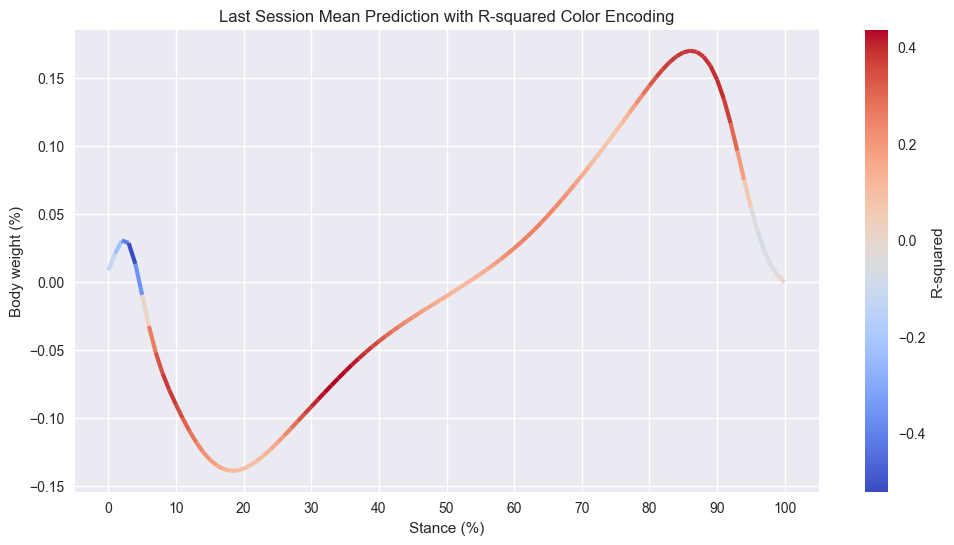 Last Session Mean Prediction with R-squared Color Encoding
Body weight (%)
0.15
0.10
0.05
0.00
−0.05
−0.10
−0.15
0 10 20 30 40 50 60 70 80 90 100
Stance (%)
0.4
0.2
0.0
−0.2
−0.4
R-squared